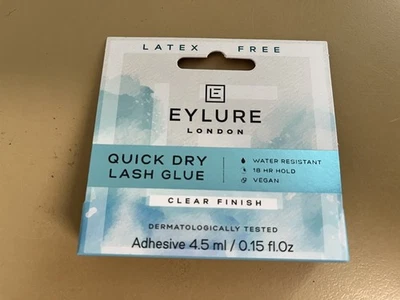 LATEX FREE
EYLURE
LONDON
QUICK DRY
LASH GLUE
WATER RESISTANT
18 HR HOLD
VEGAN
CLEAR FINISH
DERMATOLOGICALLY TESTED
Adhesive 4.5 ml / 0.15 fl.Oz